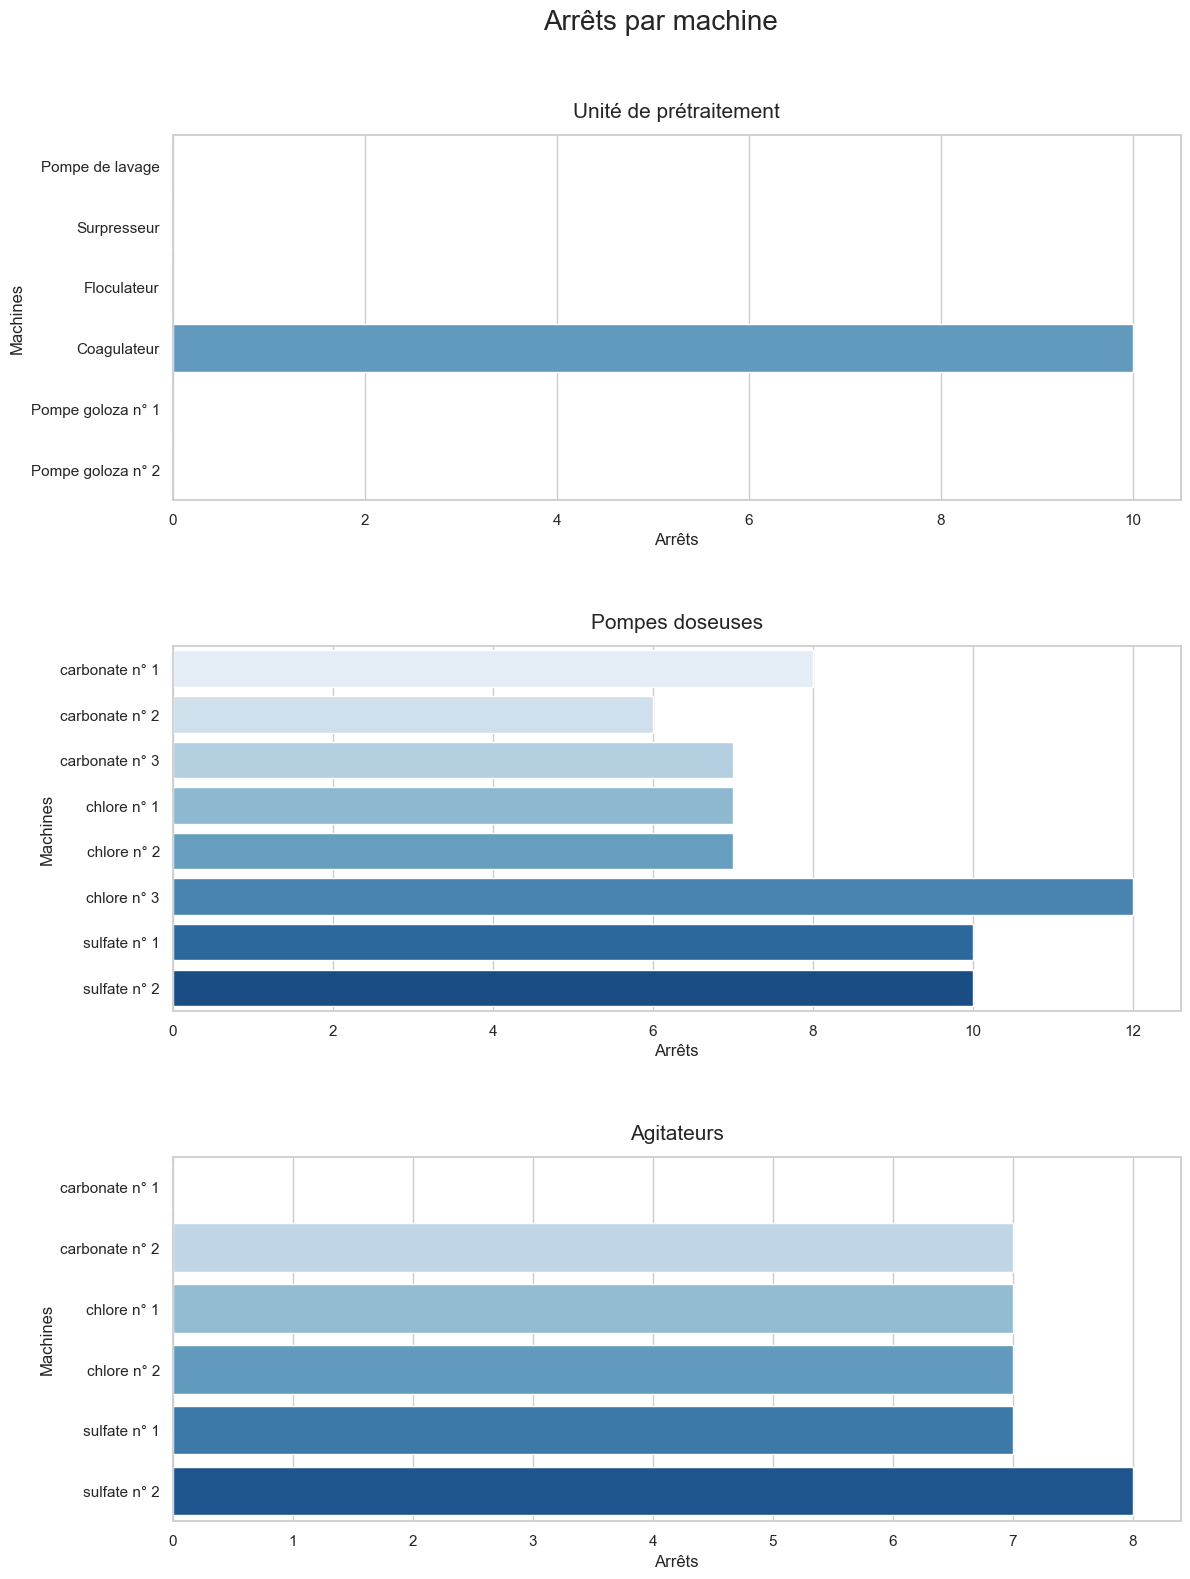 Arrêts par machine
Unité de prétraitement
Machines
Pompe de lavage
Surpresseur
Floculateur
Coagulateur
Pompe goloza n° 1
Pompe goloza n° 2
0 2 4 6 8 10
Arrêts
Pompes doseuses
Machines
carbonate n° 1
carbonate n° 2
carbonate n° 3
chlore n° 1
chlore n° 2
chlore n° 3
sulfate n° 1
sulfate n° 2
0 2 4 6 8 10 12
Arrêts
Agitateurs
Machines
carbonate n° 1
carbonate n° 2
chlore n° 1
chlore n° 2
sulfate n° 1
sulfate n° 2
0 1 2 3 4 5 6 7 8
Arrêts